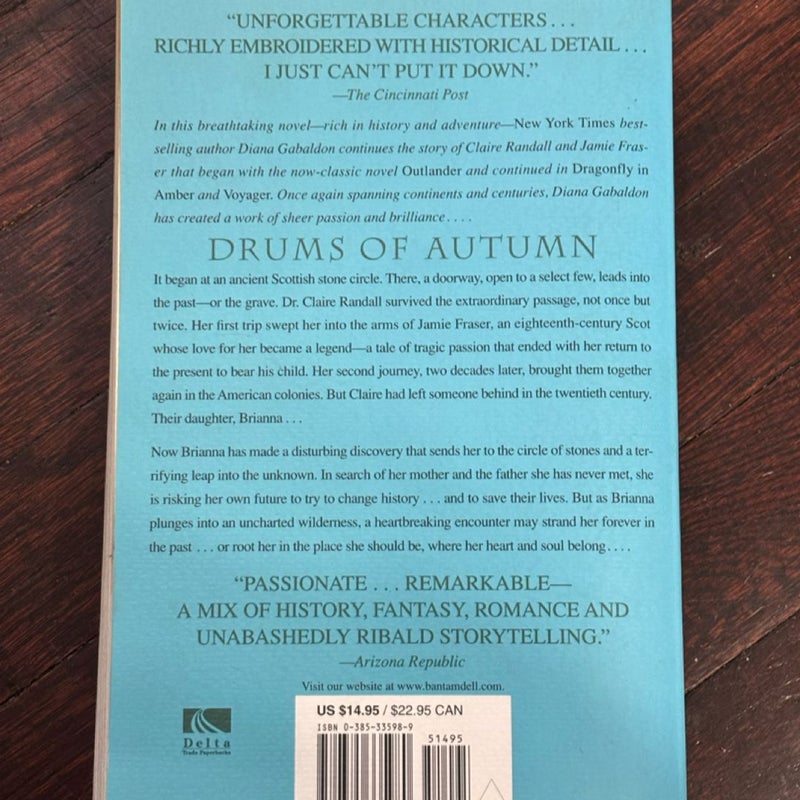 “UNFORGETTABLE CHARACTERS . . .
RICHLY EMBROIDERED WITH HISTORICAL DETAIL . . .
I JUST CAN’T PUT IT DOWN.”
—The Cincinnati Post
In this breathtaking novel—rich in history and adventure—New York Times best-
selling author Diana Gabaldon continues the story of Claire Randall and Jamie Fras-
er that began with the now-classic novel Outlander and continued in Dragonfly in
Amber and Voyager. Once again spanning continents and centuries, Diana Gabaldon
has created a work of sheer passion and brilliance . . . .
DRUMS OF AUTUMN
It began at an ancient Scottish stone circle. There, a doorway, open to a select few, leads into
the past—or the grave. Dr. Claire Randall survived the extraordinary passage, not once but
twice. Her first trip swept her into the arms of Jamie Fraser, an eighteenth-century Scot
whose love for her became a legend—a tale of tragic passion that ended with her return to
the present to bear his child. Her second journey, two decades later, brought them together
again in the American colonies. But Claire had left someone behind in the twentieth century.
Their daughter, Brianna . . .
Now Brianna has made a disturbing discovery that sends her to the circle of stones and a ter-
rifying leap into the unknown. In search of her mother and the father she has never met, she
is risking her own future to try to change history . . . and to save their lives. But as Brianna
plunges into an uncharted wilderness, a heartbreaking encounter may strand her forever in
the past . . . or root her in the place she should be, where her heart and soul belong . . . .
“PASSIONATE . . . REMARKABLE—
A MIX OF HISTORY, FANTASY, ROMANCE AND
UNABASHEDLY RIBALD STORYTELLING.”
—Arizona Republic
Visit our website at www.bantamdell.com.
US $14.95 / $22.95 CAN
ISBN 0-385-33598-9
51495
Delta
Trade Paperbacks